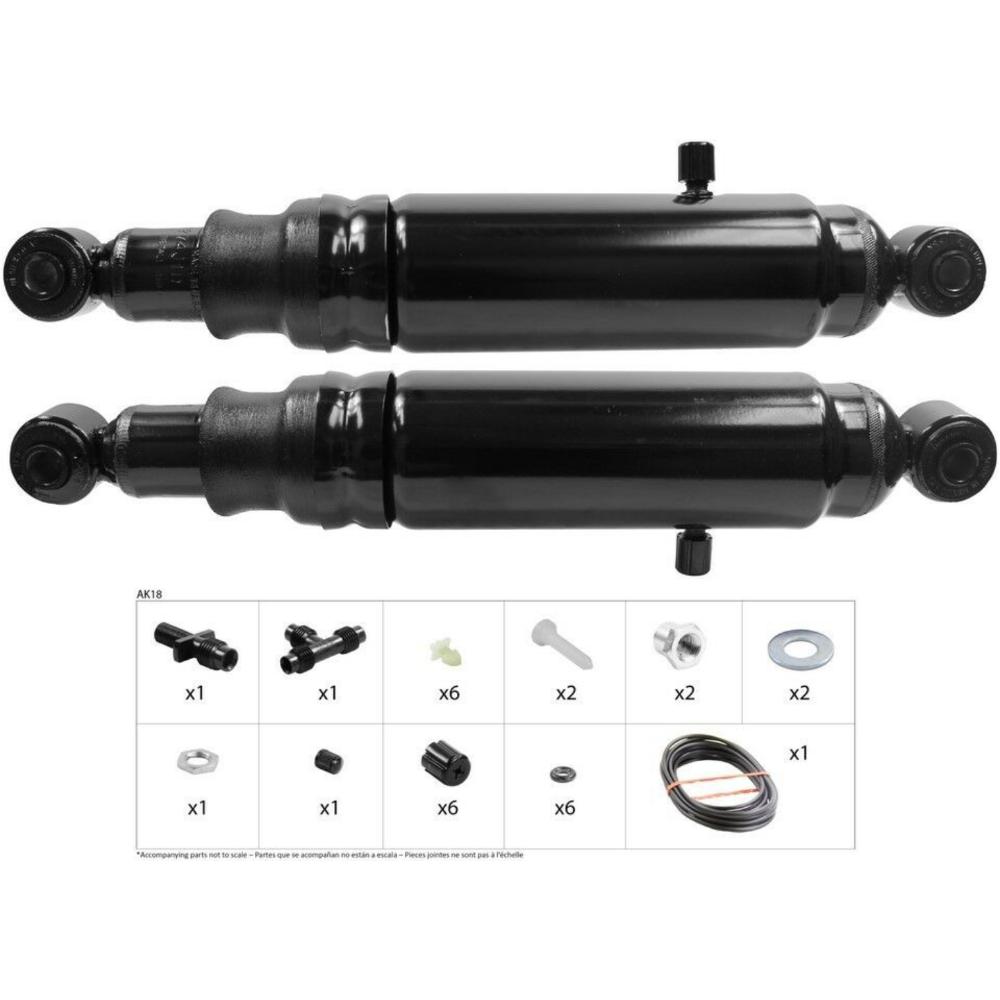 AK18
x1 x1 x6 x2 x2 x2
x1 x1 x6 x6 x1
*Accompanying parts not to scale – Partes que se acompañan no están a escala – Pieces jointes ne sont pas à l'échelle